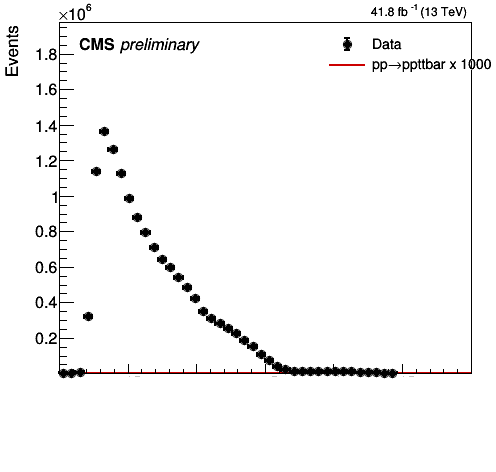 ×10⁶
41.8 fb⁻¹ (13 TeV)
Events
CMS preliminary
Data
pp→ppttbar x 1000
1.8
1.6
1.4
1.2
1
0.8
0.6
0.4
0.2